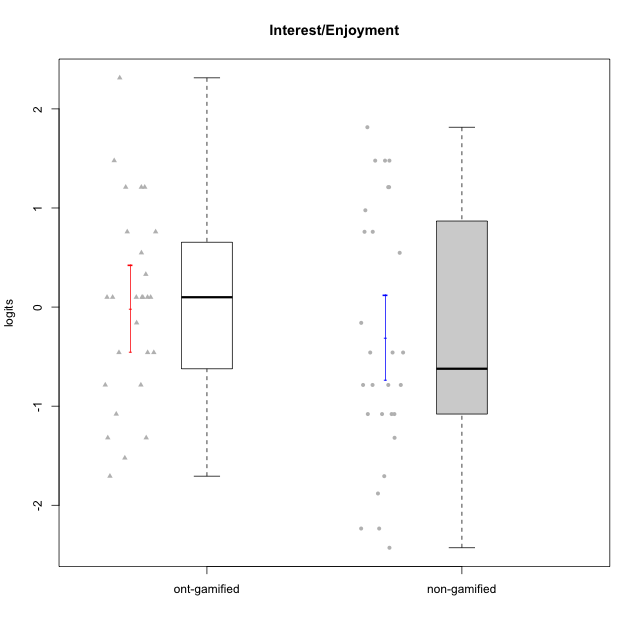 Interest/Enjoyment
logits
2
1
0
-1
-2
ont-gamified
non-gamified